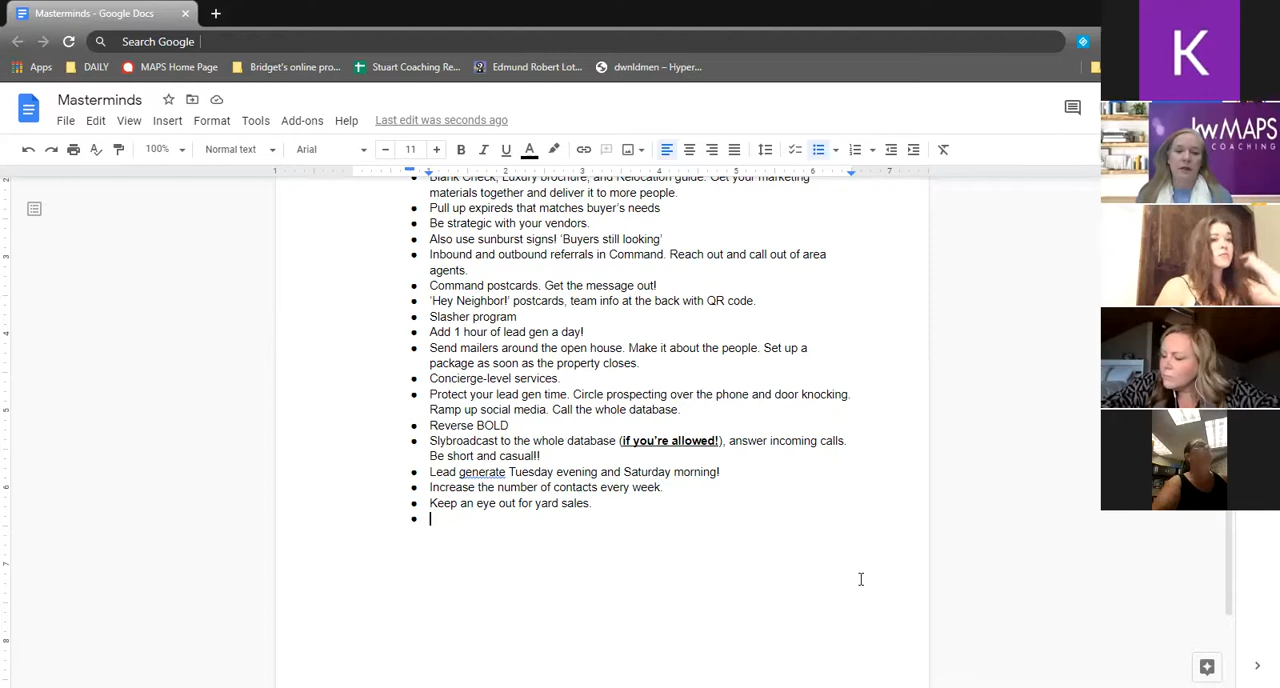 Masterminds - Google Docs
Search Google
Apps
DAILY
MAPS Home Page
Bridget's online pro...
Stuart Coaching Re...
Edmund Robert Lot...
dwnldmen – Hyper...
Masterminds
File Edit View Insert Format Tools Add-ons Help Last edit was seconds ago
100% Normal text Arial 11
1 1 2 3 4 5 6 7
Blank Check, Luxury brochure, and Relocation guide. Get your marketing
materials together and deliver it to more people.
Pull up expireds that matches buyer's needs
Be strategic with your vendors.
Also use sunburst signs! 'Buyers still looking'
Inbound and outbound referrals in Command. Reach out and call out of area
agents.
Command postcards. Get the message out!
'Hey Neighbor!' postcards, team info at the back with QR code.
Slasher program
Add 1 hour of lead gen a day!
Send mailers around the open house. Make it about the people. Set up a
package as soon as the property closes.
Concierge-level services.
Protect your lead gen time. Circle prospecting over the phone and door knocking.
Ramp up social media. Call the whole database.
Reverse BOLD
Slybroadcast to the whole database (if you're allowed!), answer incoming calls.
Be short and casual!!
Lead generate Tuesday evening and Saturday morning!
Increase the number of contacts every week.
Keep an eye out for yard sales.
K
kw MAPS
COACHING